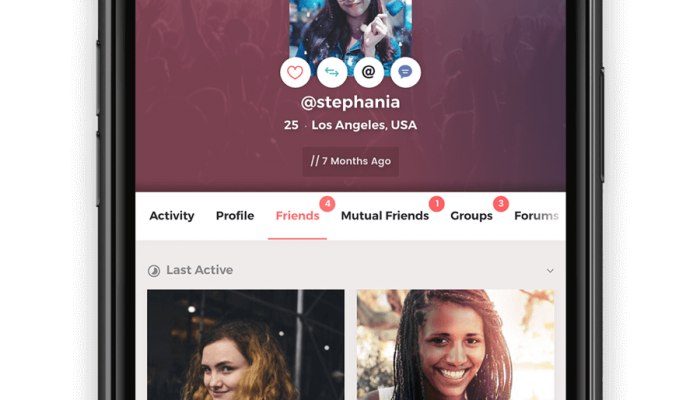 @
@stephania
25 · Los Angeles, USA
// 7 Months Ago
Activity Profile Friends 4 Mutual Friends 1 Groups 3 Forums
Last Active